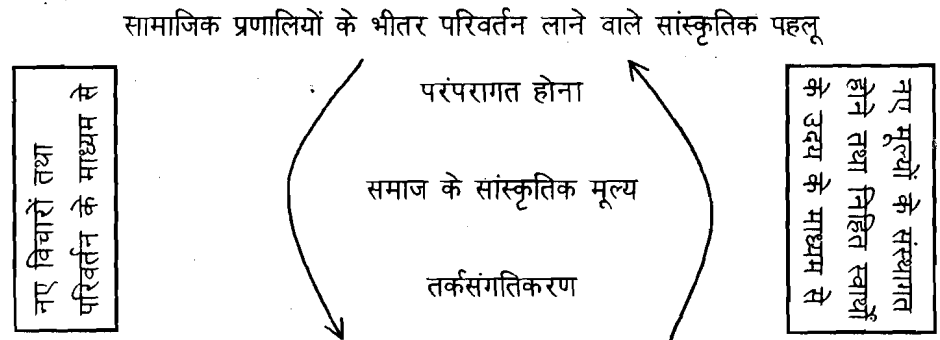 सामाजिक प्रणालियों के भीतर परिवर्तन लाने वाले सांस्कृतिक पहलू
नए विचारों तथा
परिवर्तन के माध्यम से
परंपरागत होना
समाज के सांस्कृतिक मूल्य
तर्कसंगतिकरण
नए मूल्यों के संस्थागत
होने तथा निहित स्वार्थों
के उदय के माध्यम से